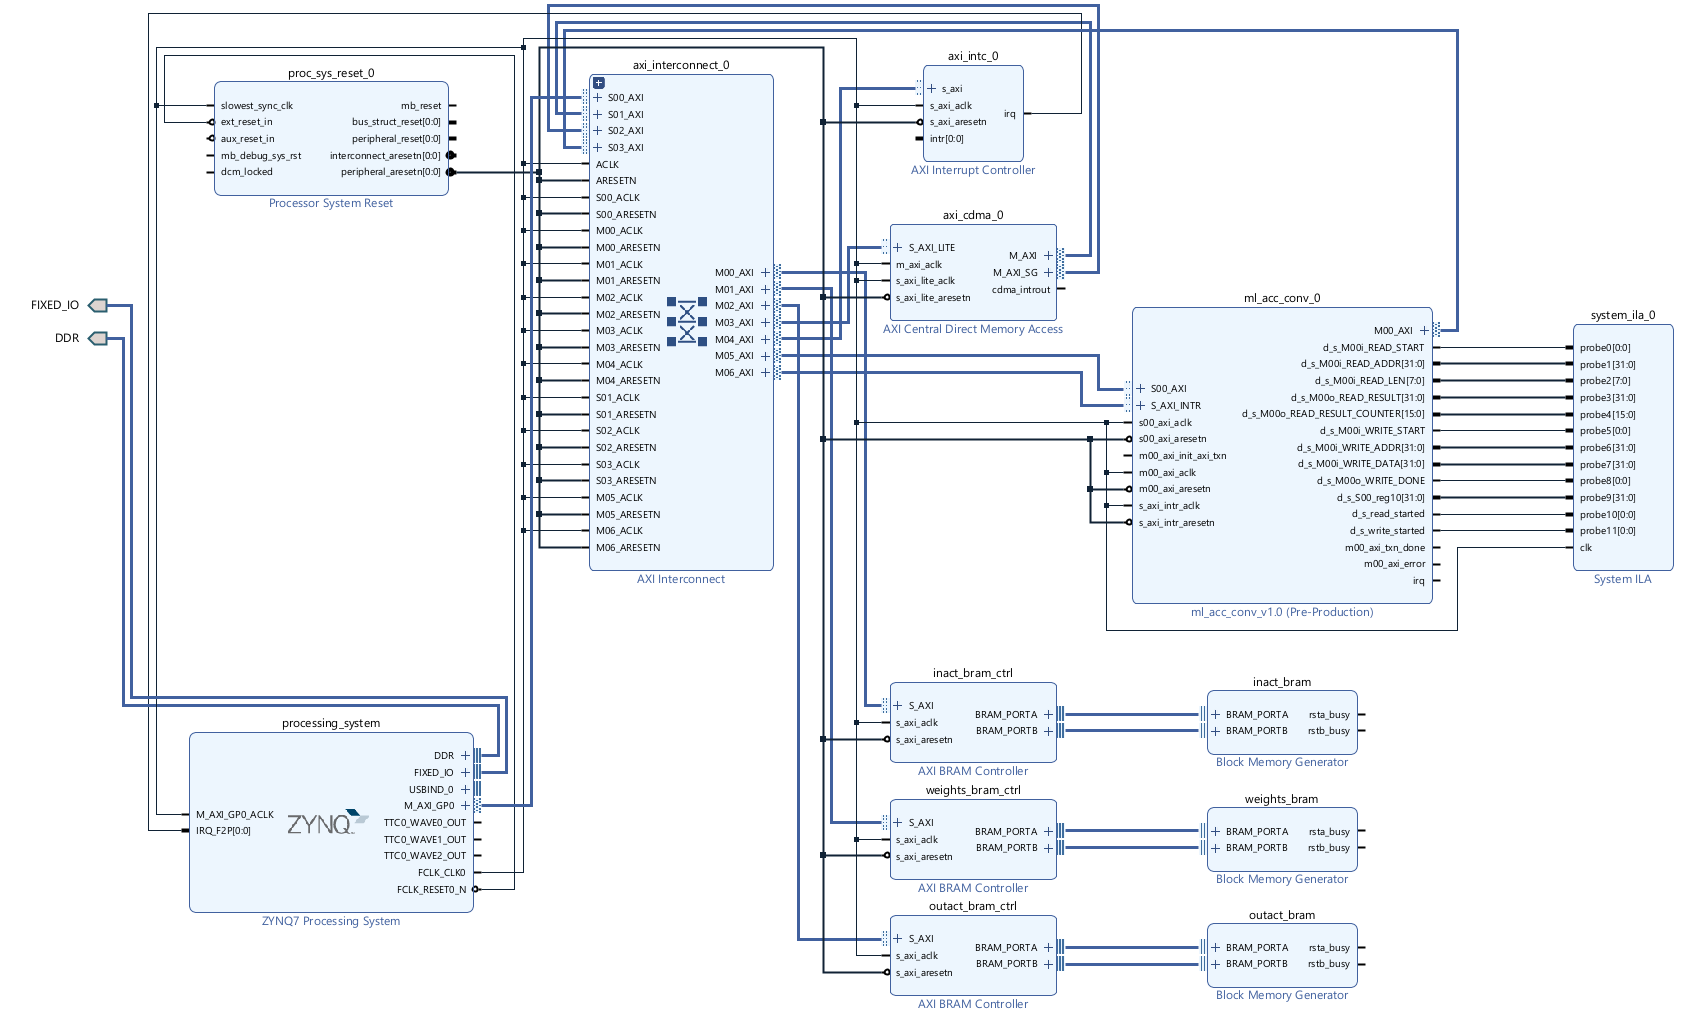 proc_sys_reset_0
slowest_sync_clk
ext_reset_in
aux_reset_in
mb_debug_sys_rst
dcm_locked
mb_reset
bus_struct_reset[0:0]
peripheral_reset[0:0]
interconnect_aresetn[0:0]
peripheral_aresetn[0:0]
Processor System Reset
FIXED_IO
DDR
processing_system
M_AXI_GP0_ACLK
IRQ_F2P[0:0]
ZYNQ
DDR
FIXED_IO
USBIND_0
M_AXI_GP0
TTC0_WAVE0_OUT
TTC0_WAVE1_OUT
TTC0_WAVE2_OUT
FCLK_CLK0
FCLK_RESET0_N
ZYNQ7 Processing System
axi_interconnect_0
S00_AXI
S01_AXI
S02_AXI
S03_AXI
ACLK
ARESETN
S00_ACLK
S00_ARESETN
M00_ACLK
M00_ARESETN
M01_ACLK
M01_ARESETN
M02_ACLK
M02_ARESETN
M03_ACLK
M03_ARESETN
M04_ACLK
M04_ARESETN
S01_ACLK
S01_ARESETN
S02_ACLK
S02_ARESETN
S03_ACLK
S03_ARESETN
M05_ACLK
M05_ARESETN
M06_ACLK
M06_ARESETN
M00_AXI
M01_AXI
M02_AXI
M03_AXI
M04_AXI
M05_AXI
M06_AXI
AXI Interconnect
axi_intc_0
s_axi
s_axi_aclk
s_axi_aresetn
intr[0:0]
irq
AXI Interrupt Controller
axi_cdma_0
S_AXI_LITE
m_axi_aclk
s_axi_lite_aclk
s_axi_lite_aresetn
M_AXI
M_AXI_SG
cdma_introut
AXI Central Direct Memory Access
ml_acc_conv_0
S00_AXI
S_AXI_INTR
s00_axi_aclk
s00_axi_aresetn
m00_axi_init_axi_txn
m00_axi_aclk
m00_axi_aresetn
s_axi_intr_aclk
s_axi_intr_aresetn
M00_AXI
d_s_M00i_READ_START
d_s_M00i_READ_ADDR[31:0]
d_s_M00i_READ_LEN[7:0]
d_s_M00o_READ_RESULT[31:0]
d_s_M00o_READ_RESULT_COUNTER[15:0]
d_s_M00i_WRITE_START
d_s_M00i_WRITE_ADDR[31:0]
d_s_M00i_WRITE_DATA[31:0]
d_s_M00o_WRITE_DONE
d_s_S00_reg10[31:0]
d_s_read_started
d_s_write_started
m00_axi_txn_done
m00_axi_error
irq
ml_acc_conv_v1.0 (Pre-Production)
system_ila_0
probe0[0:0]
probe1[31:0]
probe2[7:0]
probe3[31:0]
probe4[15:0]
probe5[0:0]
probe6[31:0]
probe7[31:0]
probe8[0:0]
probe9[31:0]
probe10[0:0]
probe11[0:0]
clk
System ILA
inact_bram_ctrl
S_AXI
s_axi_aclk
s_axi_aresetn
BRAM_PORTA
BRAM_PORTB
AXI BRAM Controller
inact_bram
BRAM_PORTA
BRAM_PORTB
rsta_busy
rstb_busy
Block Memory Generator
weights_bram_ctrl
S_AXI
s_axi_aclk
s_axi_aresetn
BRAM_PORTA
BRAM_PORTB
AXI BRAM Controller
weights_bram
BRAM_PORTA
BRAM_PORTB
rsta_busy
rstb_busy
Block Memory Generator
outact_bram_ctrl
S_AXI
s_axi_aclk
s_axi_aresetn
BRAM_PORTA
BRAM_PORTB
AXI BRAM Controller
outact_bram
BRAM_PORTA
BRAM_PORTB
rsta_busy
rstb_busy
Block Memory Generator